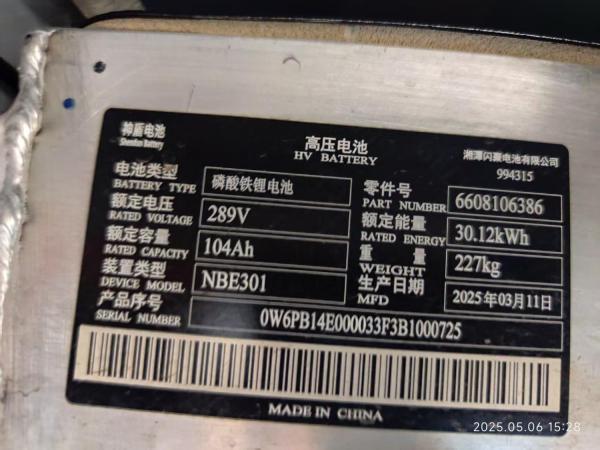 神盾电池
Shendun Battery
高压电池
HV BATTERY
湘潭闪聚电池有限公司
994315
电池类型
BATTERY TYPE
磷酸铁锂电池
零件号
PART NUMBER
6608106386
额定电压
RATED VOLTAGE
289V
额定能量
RATED ENERGY
30.12kWh
额定容量
RATED CAPACITY
104Ah
重 量
WEIGHT
227kg
装置类型
DEVICE MODEL
NBE301
生产日期
MFD
2025年03月11日
产品序号
SERIAL NUMBER
0W6PB14E000033F3B1000725
MADE IN CHINA
2025.05.06 15:28